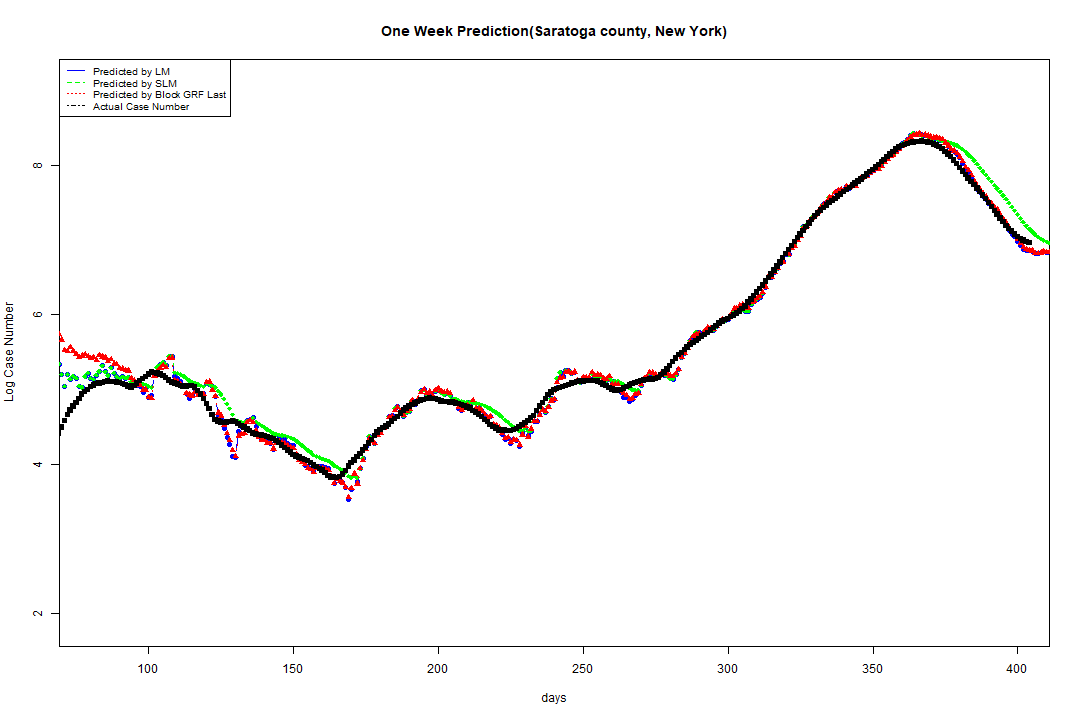 One Week Prediction(Saratoga county, New York)
Predicted by LM
Predicted by SLM
Predicted by Block GRF Last
Actual Case Number
8
6
4
2
Log Case Number
100 150 200 250 300 350 400
days